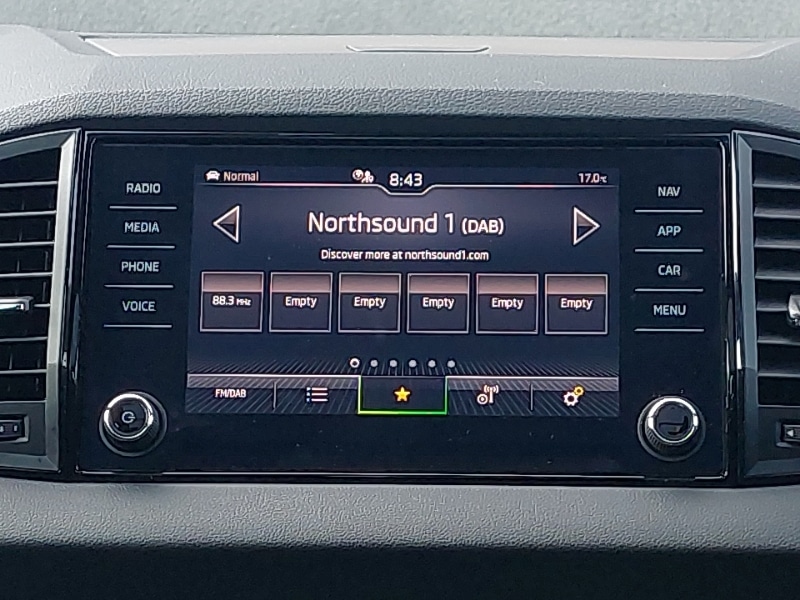 RADIO
MEDIA
PHONE
VOICE
Normal
8:43
17.0°C
Northsound 1 (DAB)
Discover more at northsound1.com
88.3 MHz
Empty
Empty
Empty
Empty
Empty
FM/DAB
NAV
APP
CAR
MENU